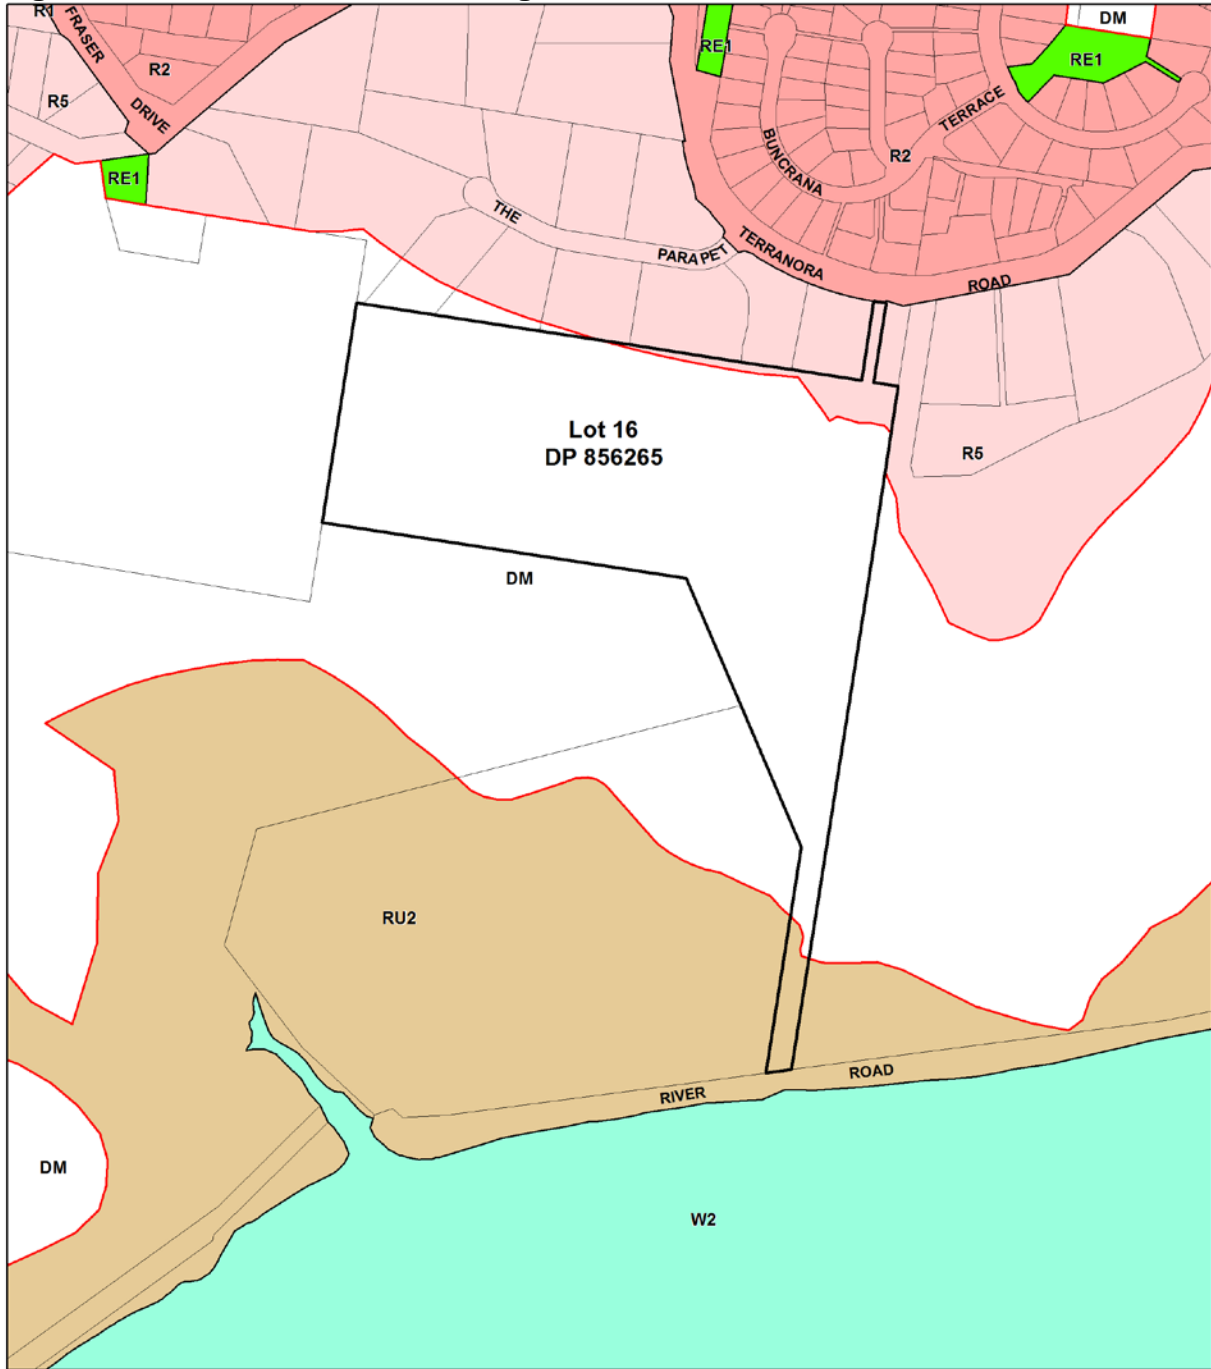 R1
FRASER
DRIVE
R2
R5
RE1
RE1
DM
RE1
BUNCRANA
TERRACE
R2
THE
PARAPET
TERRANORA
ROAD
Lot 16
DP 856265
R5
DM
RU2
RIVER
ROAD
DM
W2